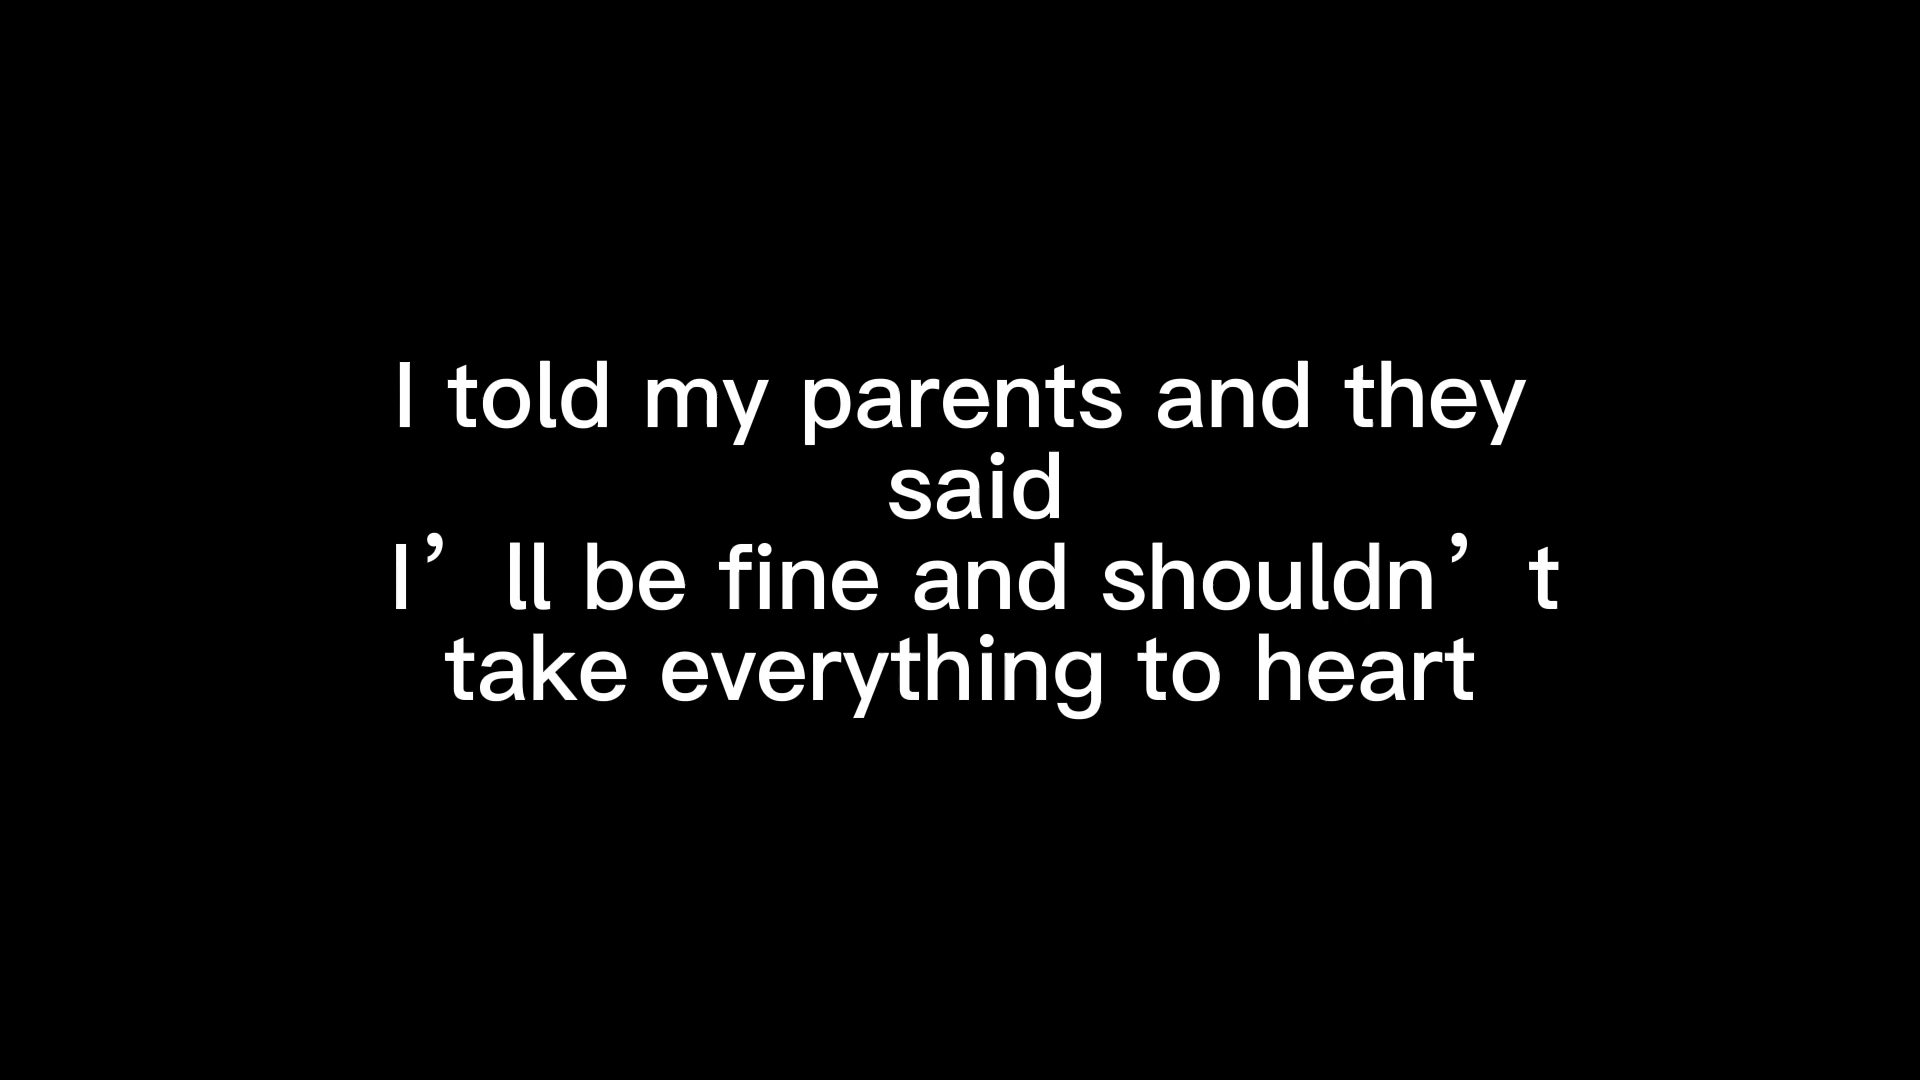 I told my parents and they
said
I’ll be fine and shouldn’t
take everything to heart